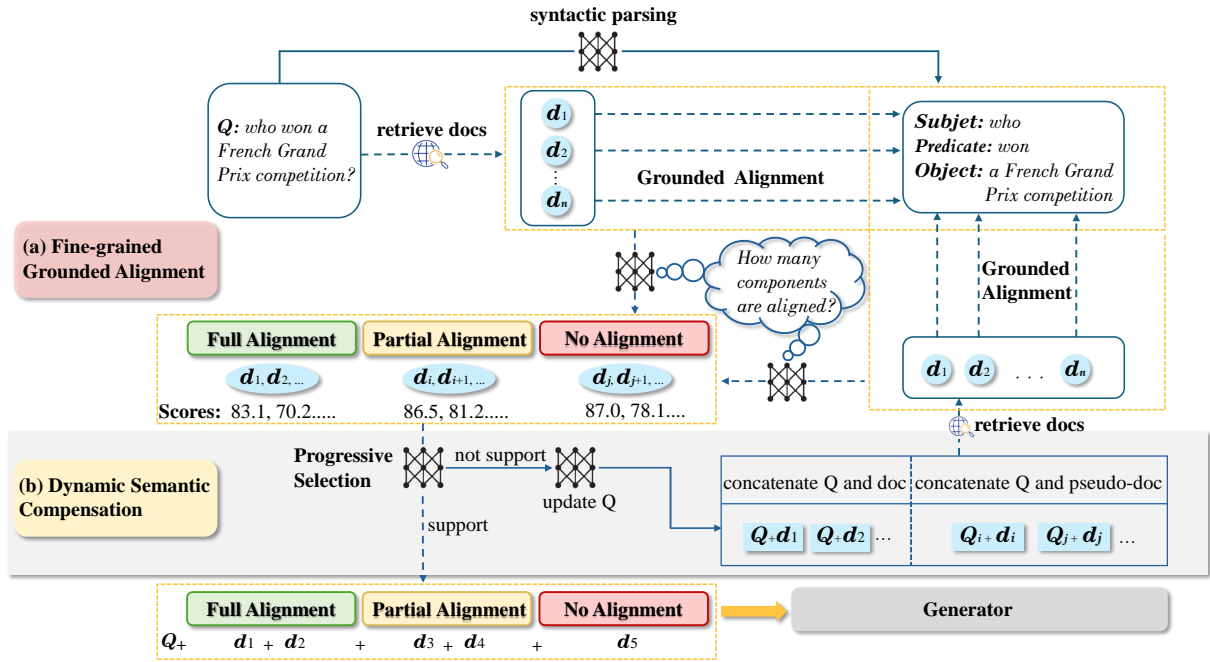 syntactic parsing
Q: who won a
French Grand
Prix competition?
retrieve docs
d1
d2
⋮
dn
Grounded Alignment
Subjet: who
Predicate: won
Object: a French Grand
Prix competition
(a) Fine-grained
Grounded Alignment
How many
components
are aligned?
Grounded
Alignment
Full Alignment
Partial Alignment
No Alignment
d1, d2, ...
di, di+1, ...
dj, dj+1, ...
Scores: 83.1, 70.2.....
86.5, 81.2.....
87.0, 78.1....
d1 d2 . . . dn
retrieve docs
(b) Dynamic Semantic
Compensation
Progressive
Selection
not support
update Q
support
concatenate Q and doc
concatenate Q and pseudo-doc
Q+d1 Q+d2 ...
Qi+di Qj+dj ...
Full Alignment
Partial Alignment
No Alignment
Generator
Q+ d1 + d2 + d3 + d4 + d5